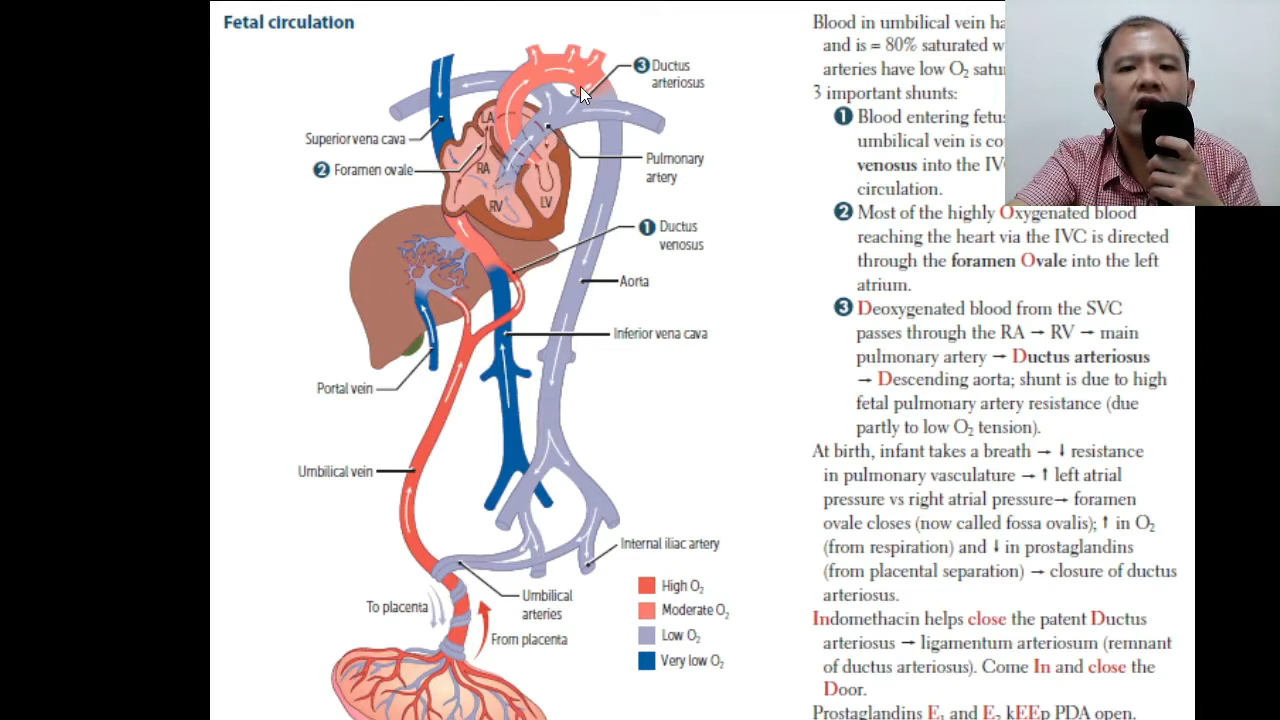 Fetal circulation
3 Ductus
arteriosus
Superior vena cava
2 Foramen ovale
LA
RA
RV
LV
Pulmonary
artery
1 Ductus
venosus
Aorta
Inferior vena cava
Portal vein
Umbilical vein
Internal iliac artery
Umbilical
arteries
To placenta
From placenta
High O₂
Moderate O₂
Low O₂
Very low O₂
Blood in umbilical vein
and is ≈ 80% saturated
arteries have low O₂
3 important shunts:
1 Blood entering
umbilical vein is
venosus into the
circulation.
2 Most of the highly Oxygenated blood
reaching the heart via the IVC is directed
through the foramen Ovale into the left
atrium.
3 Deoxygenated blood from the SVC
passes through the RA → RV → main
pulmonary artery → Ductus arteriosus
→ Descending aorta; shunt is due to high
fetal pulmonary artery resistance (due
partly to low O₂ tension).
At birth, infant takes a breath → ↓ resistance
in pulmonary vasculature → ↑ left atrial
pressure vs right atrial pressure→ foramen
ovale closes (now called fossa ovalis); ↑ in O₂
(from respiration) and ↓ in prostaglandins
(from placental separation) → closure of ductus
arteriosus.
Indomethacin helps close the patent Ductus
arteriosus → ligamentum arteriosum (remnant
of ductus arteriosus). Come In and close the
Door.
Prostaglandins E₁ and E₂ kEEp PDA open.